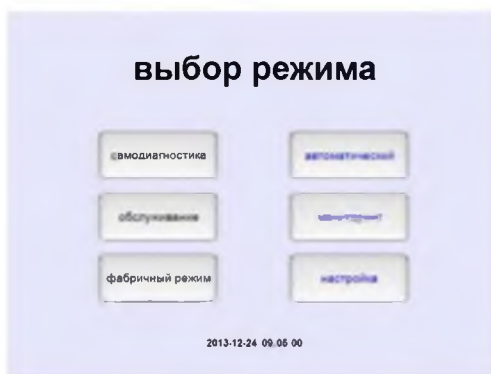 выбор режима
самодиагностика
автоматический
обслуживание
фабричный режим
настройка
2013-12-24 09:05:00